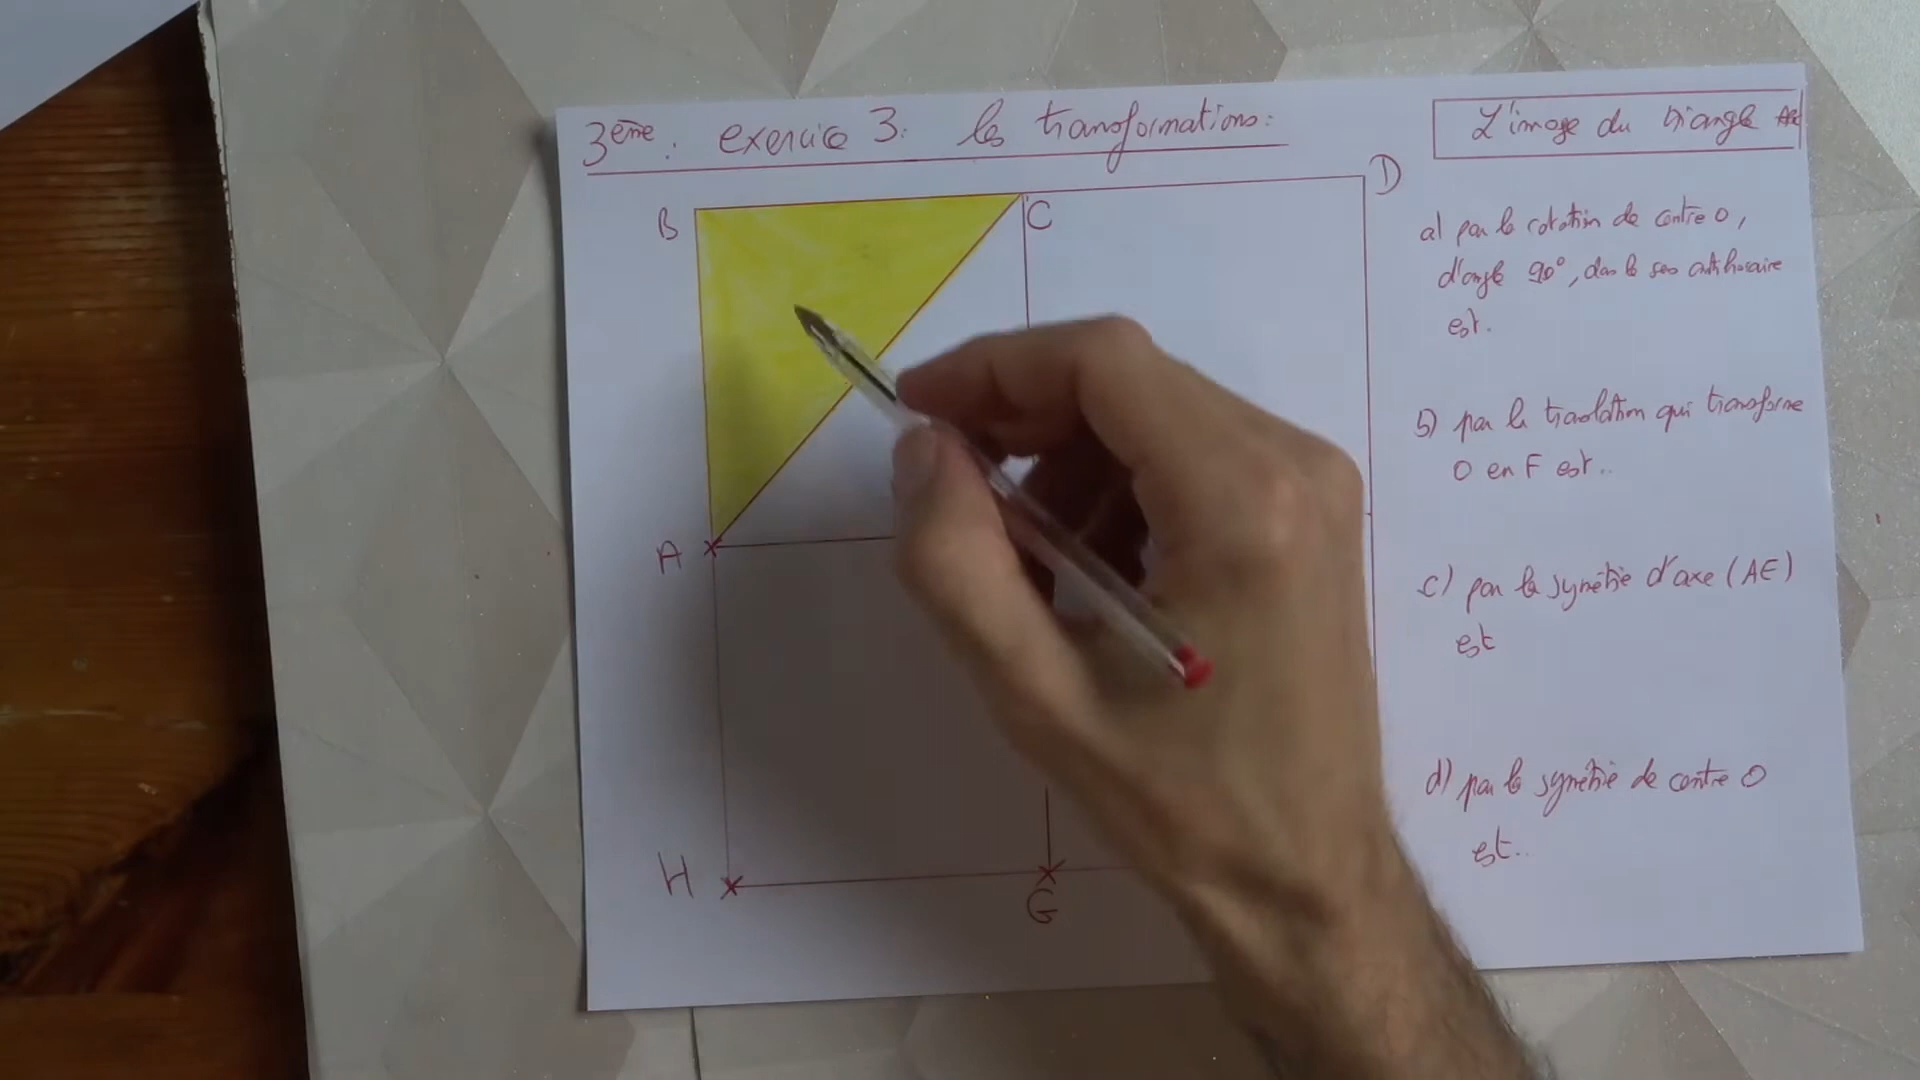 3ème. exercice 3: les transformations:
L'image du triangle
B
C
D
A
H
G
a) par la rotation de centre O,
d'angle 90°, dans le sens antihoraire
est.
b) par la translation qui transforme
O en F est..
c) par la symétrie d'axe (AE)
est
d) par la symétrie de centre O
est..